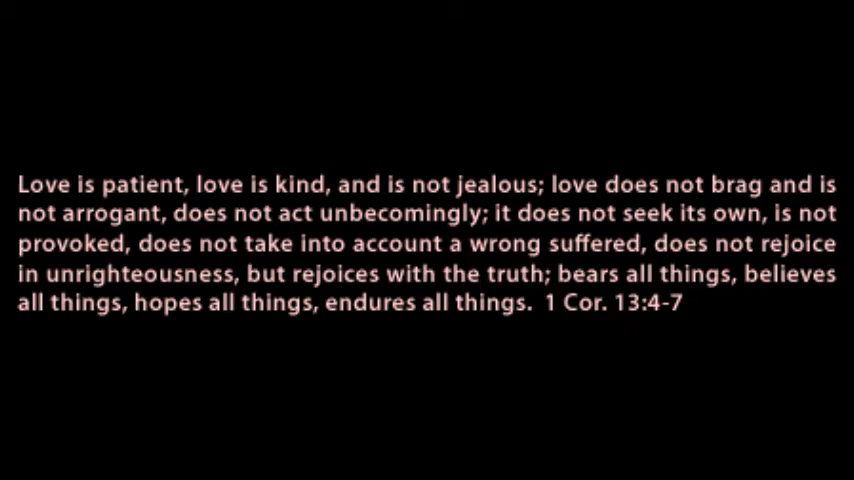 Love is patient, love is kind, and is not jealous; love does not brag and is
not arrogant, does not act unbecomingly; it does not seek its own, is not
provoked, does not take into account a wrong suffered, does not rejoice
in unrighteousness, but rejoices with the truth; bears all things, believes
all things, hopes all things, endures all things.  1 Cor. 13:4-7